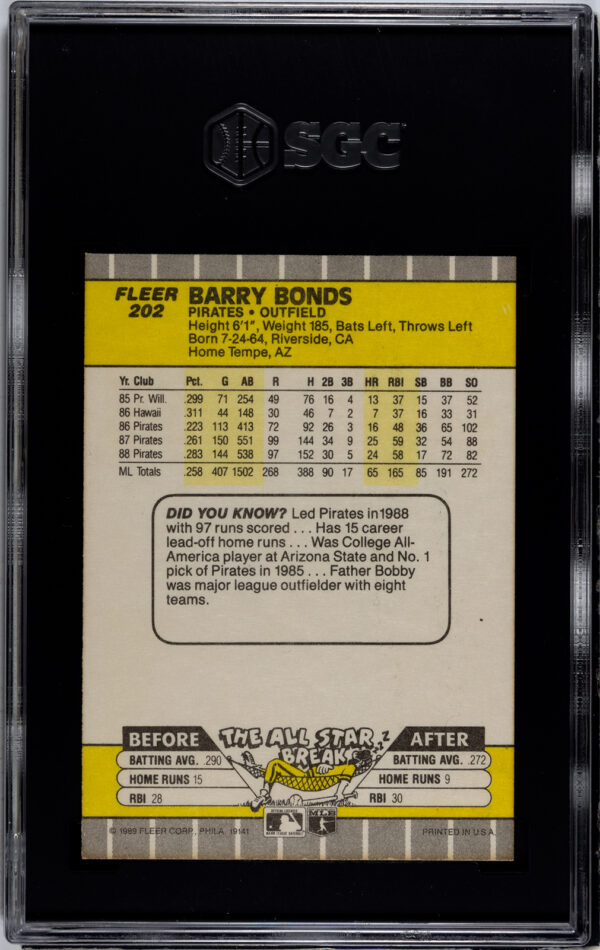 SGC
FLEER BARRY BONDS
202 PIRATES • OUTFIELD
Height 6'1", Weight 185, Bats Left, Throws Left
Born 7-24-64, Riverside, CA
Home Tempe, AZ
Yr. Club Pct. G AB R H 2B 3B HR RBI SB BB SO
85 Pr. Will. .299 71 254 49 76 16 4 13 37 15 37 52
86 Hawaii .311 44 148 30 46 7 2 7 37 16 33 31
86 Pirates .223 113 413 72 92 26 3 16 48 36 65 102
87 Pirates .261 150 551 99 144 34 9 25 59 32 54 88
88 Pirates .283 144 538 97 152 30 5 24 58 17 72 82
ML Totals .258 407 1502 268 388 90 17 65 165 85 191 272
DID YOU KNOW? Led Pirates in 1988
with 97 runs scored . . . Has 15 career
lead-off home runs . . . Was College All-
America player at Arizona State and No. 1
pick of Pirates in 1985 . . . Father Bobby
was major league outfielder with eight
teams.
BEFORE THE ALL STAR BREAK AFTER
BATTING AVG. .290 BATTING AVG. .272
HOME RUNS 15 HOME RUNS 9
RBI 28 RBI 30
MLB
© 1989 FLEER CORP., PHILA. 19141 PRINTED IN U.S.A.